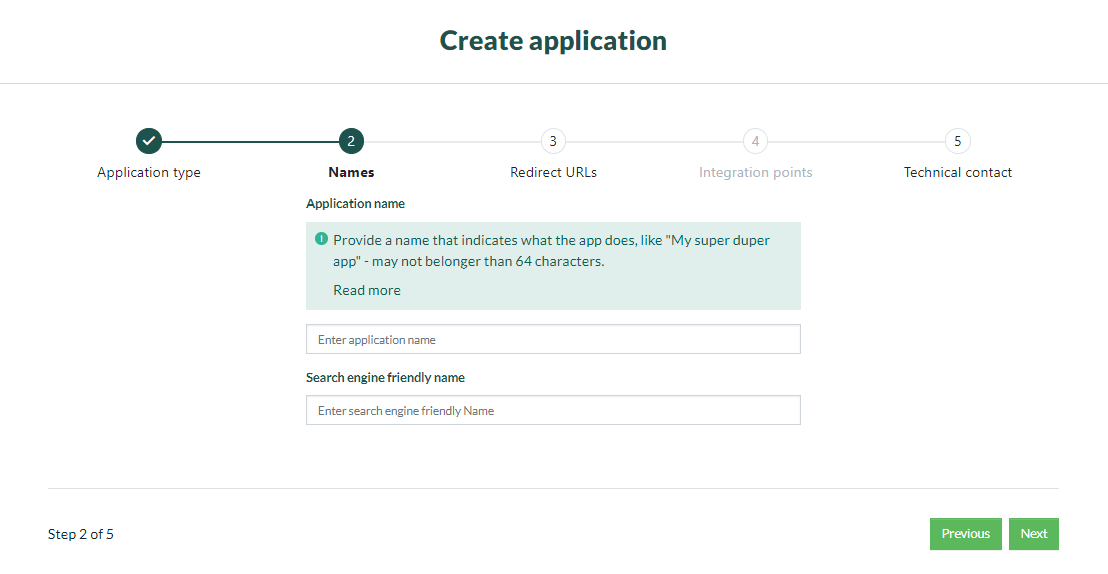 Create application
2
3
4
5
Application type
Names
Redirect URLs
Integration points
Technical contact
Application name
Provide a name that indicates what the app does, like "My super duper
app" - may not belonger than 64 characters.
Read more
Enter application name
Search engine friendly name
Enter search engine friendly Name
Step 2 of 5
Previous
Next